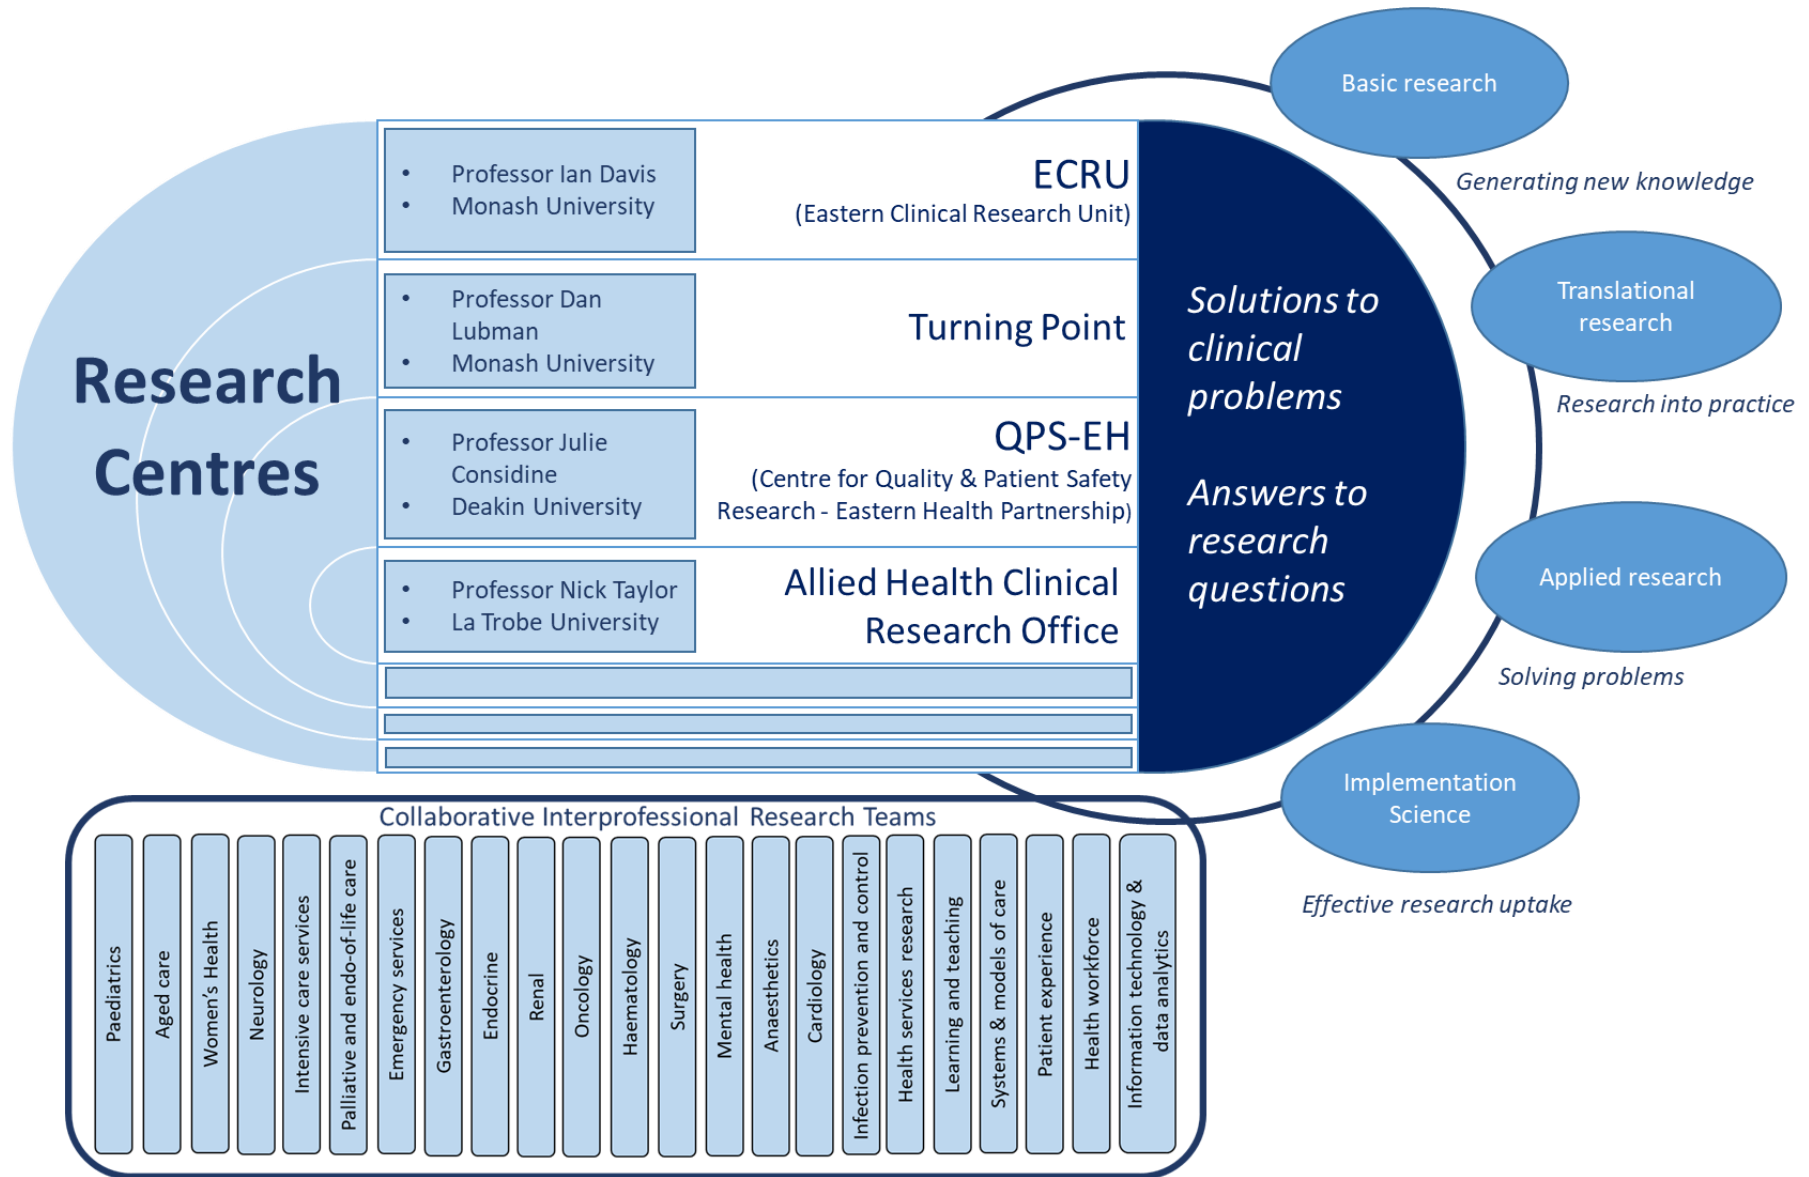 Research
Centres
• Professor Ian Davis
• Monash University
ECRU
(Eastern Clinical Research Unit)
• Professor Dan
Lubman
• Monash University
Turning Point
• Professor Julie
Considine
• Deakin University
QPS-EH
(Centre for Quality & Patient Safety
Research - Eastern Health Partnership)
• Professor Nick Taylor
• La Trobe University
Allied Health Clinical
Research Office
Solutions to
clinical
problems
Answers to
research
questions
Basic research
Generating new knowledge
Translational
research
Research into practice
Applied research
Solving problems
Implementation
Science
Effective research uptake
Collaborative Interprofessional Research Teams
Paediatrics
Aged care
Women's Health
Neurology
Intensive care services
Palliative and endo-of-life care
Emergency services
Gastroenterology
Endocrine
Renal
Oncology
Haematology
Surgery
Mental health
Anaesthetics
Cardiology
Infection prevention and control
Health services research
Learning and teaching
Systems & models of care
Patient experience
Health workforce
Information technology &
data analytics